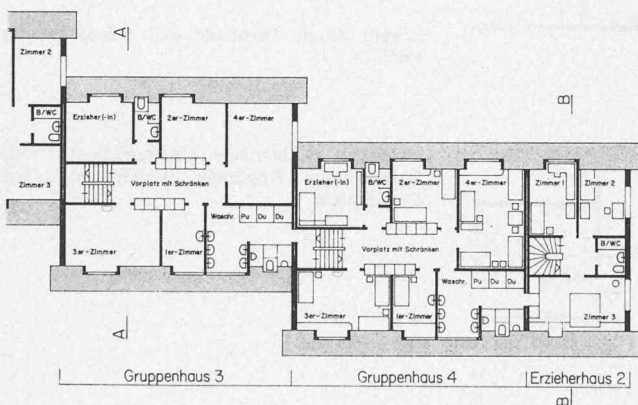 A
Zimmer 2
B/WC
Zimmer 3
Erzieher(-In)
B/WC
2er-Zimmer
4er-Zimmer
Vorplatz mit Schränken
3er-Zimmer
1er-Zimmer
Waschr.
Pu
Du
Du
A
B
Erzieher(-In)
B/WC
2er-Zimmer
4er-Zimmer
Zimmer 1
Zimmer 2
B/WC
Vorplatz mit Schränken
3er-Zimmer
1er-Zimmer
Waschr.
Pu
Du
Du
Zimmer 3
Gruppenhaus 3
Gruppenhaus 4
Erzieherhaus 2
B